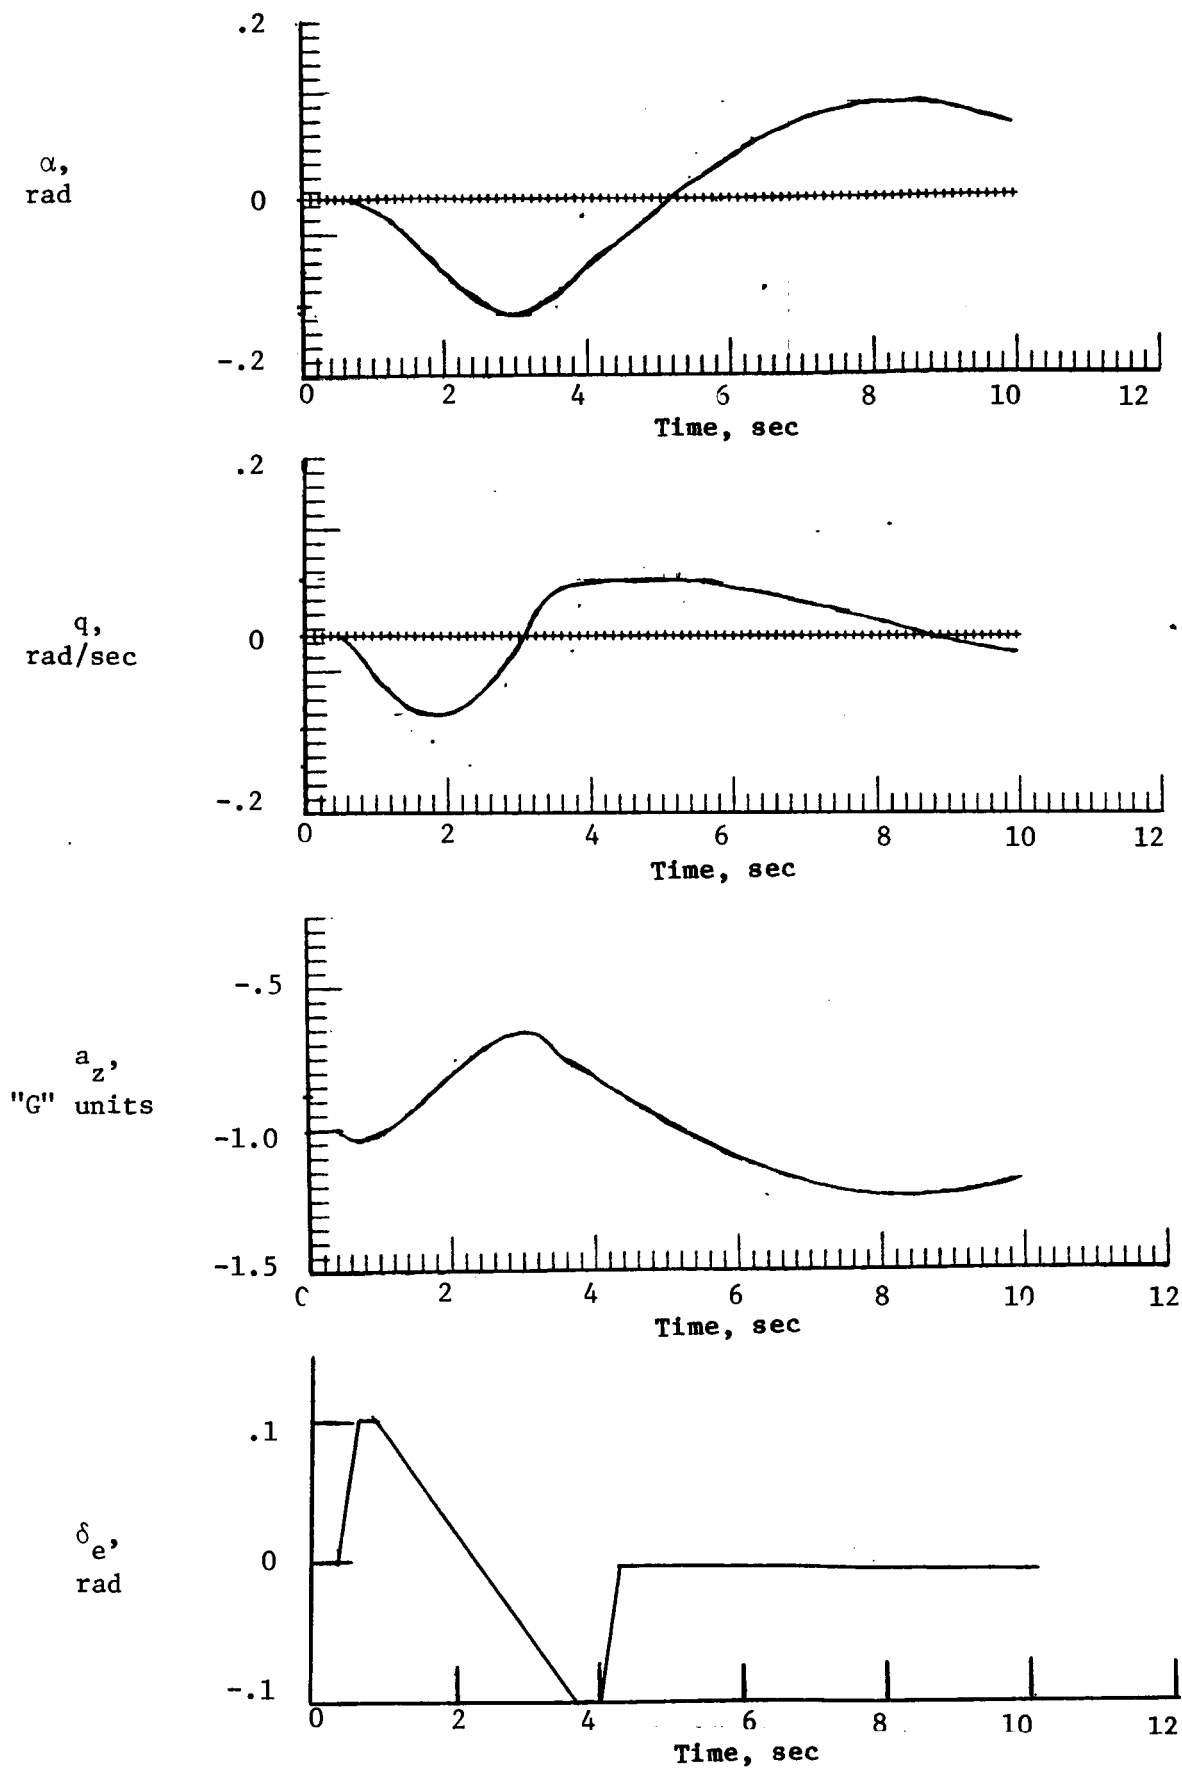 .2
α,
rad
0
-.2
0 2 4 6 8 10 12
Time, sec
.2
q,
rad/sec
0
-.2
0 2 4 6 8 10 12
Time, sec
-.5
a_z,
"G" units
-1.0
-1.5
0 2 4 6 8 10 12
Time, sec
.1
δ_e,
rad
0
-.1
0 2 4 6 8 10 12
Time, sec